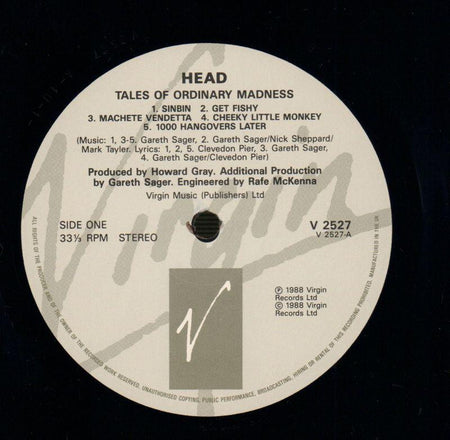 HEAD
TALES OF ORDINARY MADNESS
1. SINBIN 2. GET FISHY
3. MACHETE VENDETTA 4. CHEEKY LITTLE MONKEY
5. 1000 HANGOVERS LATER
(Music: 1, 3-5. Gareth Sager, 2. Gareth Sager/Nick Sheppard/
Mark Tayler. Lyrics: 1, 2, 5. Clevedon Pier, 3. Gareth Sager,
4. Gareth Sager/Clevedon Pier)
Produced by Howard Gray. Additional Production
by Gareth Sager. Engineered by Rafe McKenna
Virgin Music (Publishers) Ltd
SIDE ONE
33⅓ RPM STEREO
V 2527
V 2527-A
Ⓟ 1988 Virgin
Records Ltd
© 1988 Virgin
Records Ltd
Virgin
V
ALL RIGHTS OF THE PRODUCER AND OF THE OWNER OF THE RECORDED WORK RESERVED. UNAUTHORISED COPYING, PUBLIC PERFORMANCE, BROADCASTING, HIRING OR RENTAL OF THIS RECORDING PROHIBITED. MANUFACTURED IN THE UK